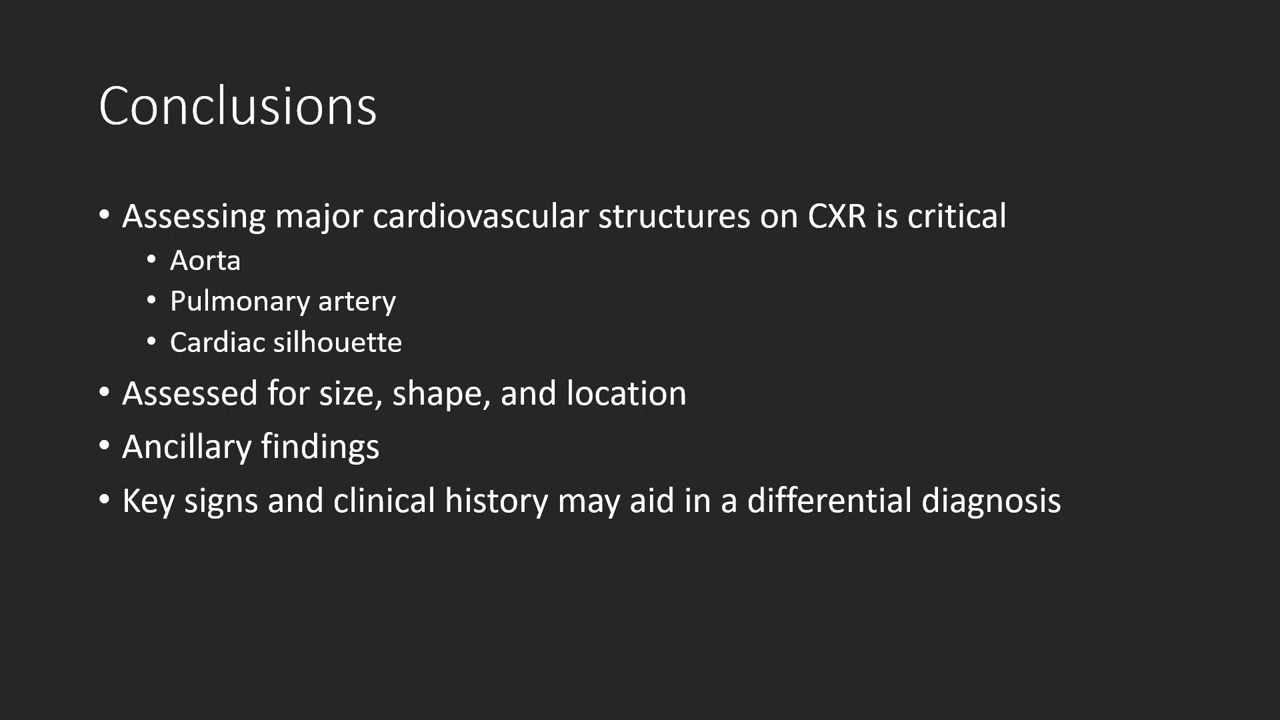 Conclusions
• Assessing major cardiovascular structures on CXR is critical
• Aorta
• Pulmonary artery
• Cardiac silhouette
• Assessed for size, shape, and location
• Ancillary findings
• Key signs and clinical history may aid in a differential diagnosis